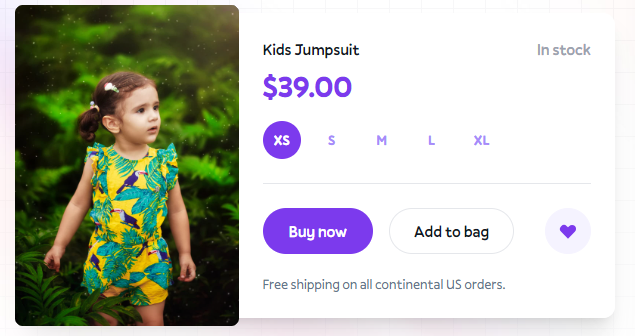 Kids Jumpsuit In stock
$39.00
XS S M L XL
Buy now Add to bag
Free shipping on all continental US orders.